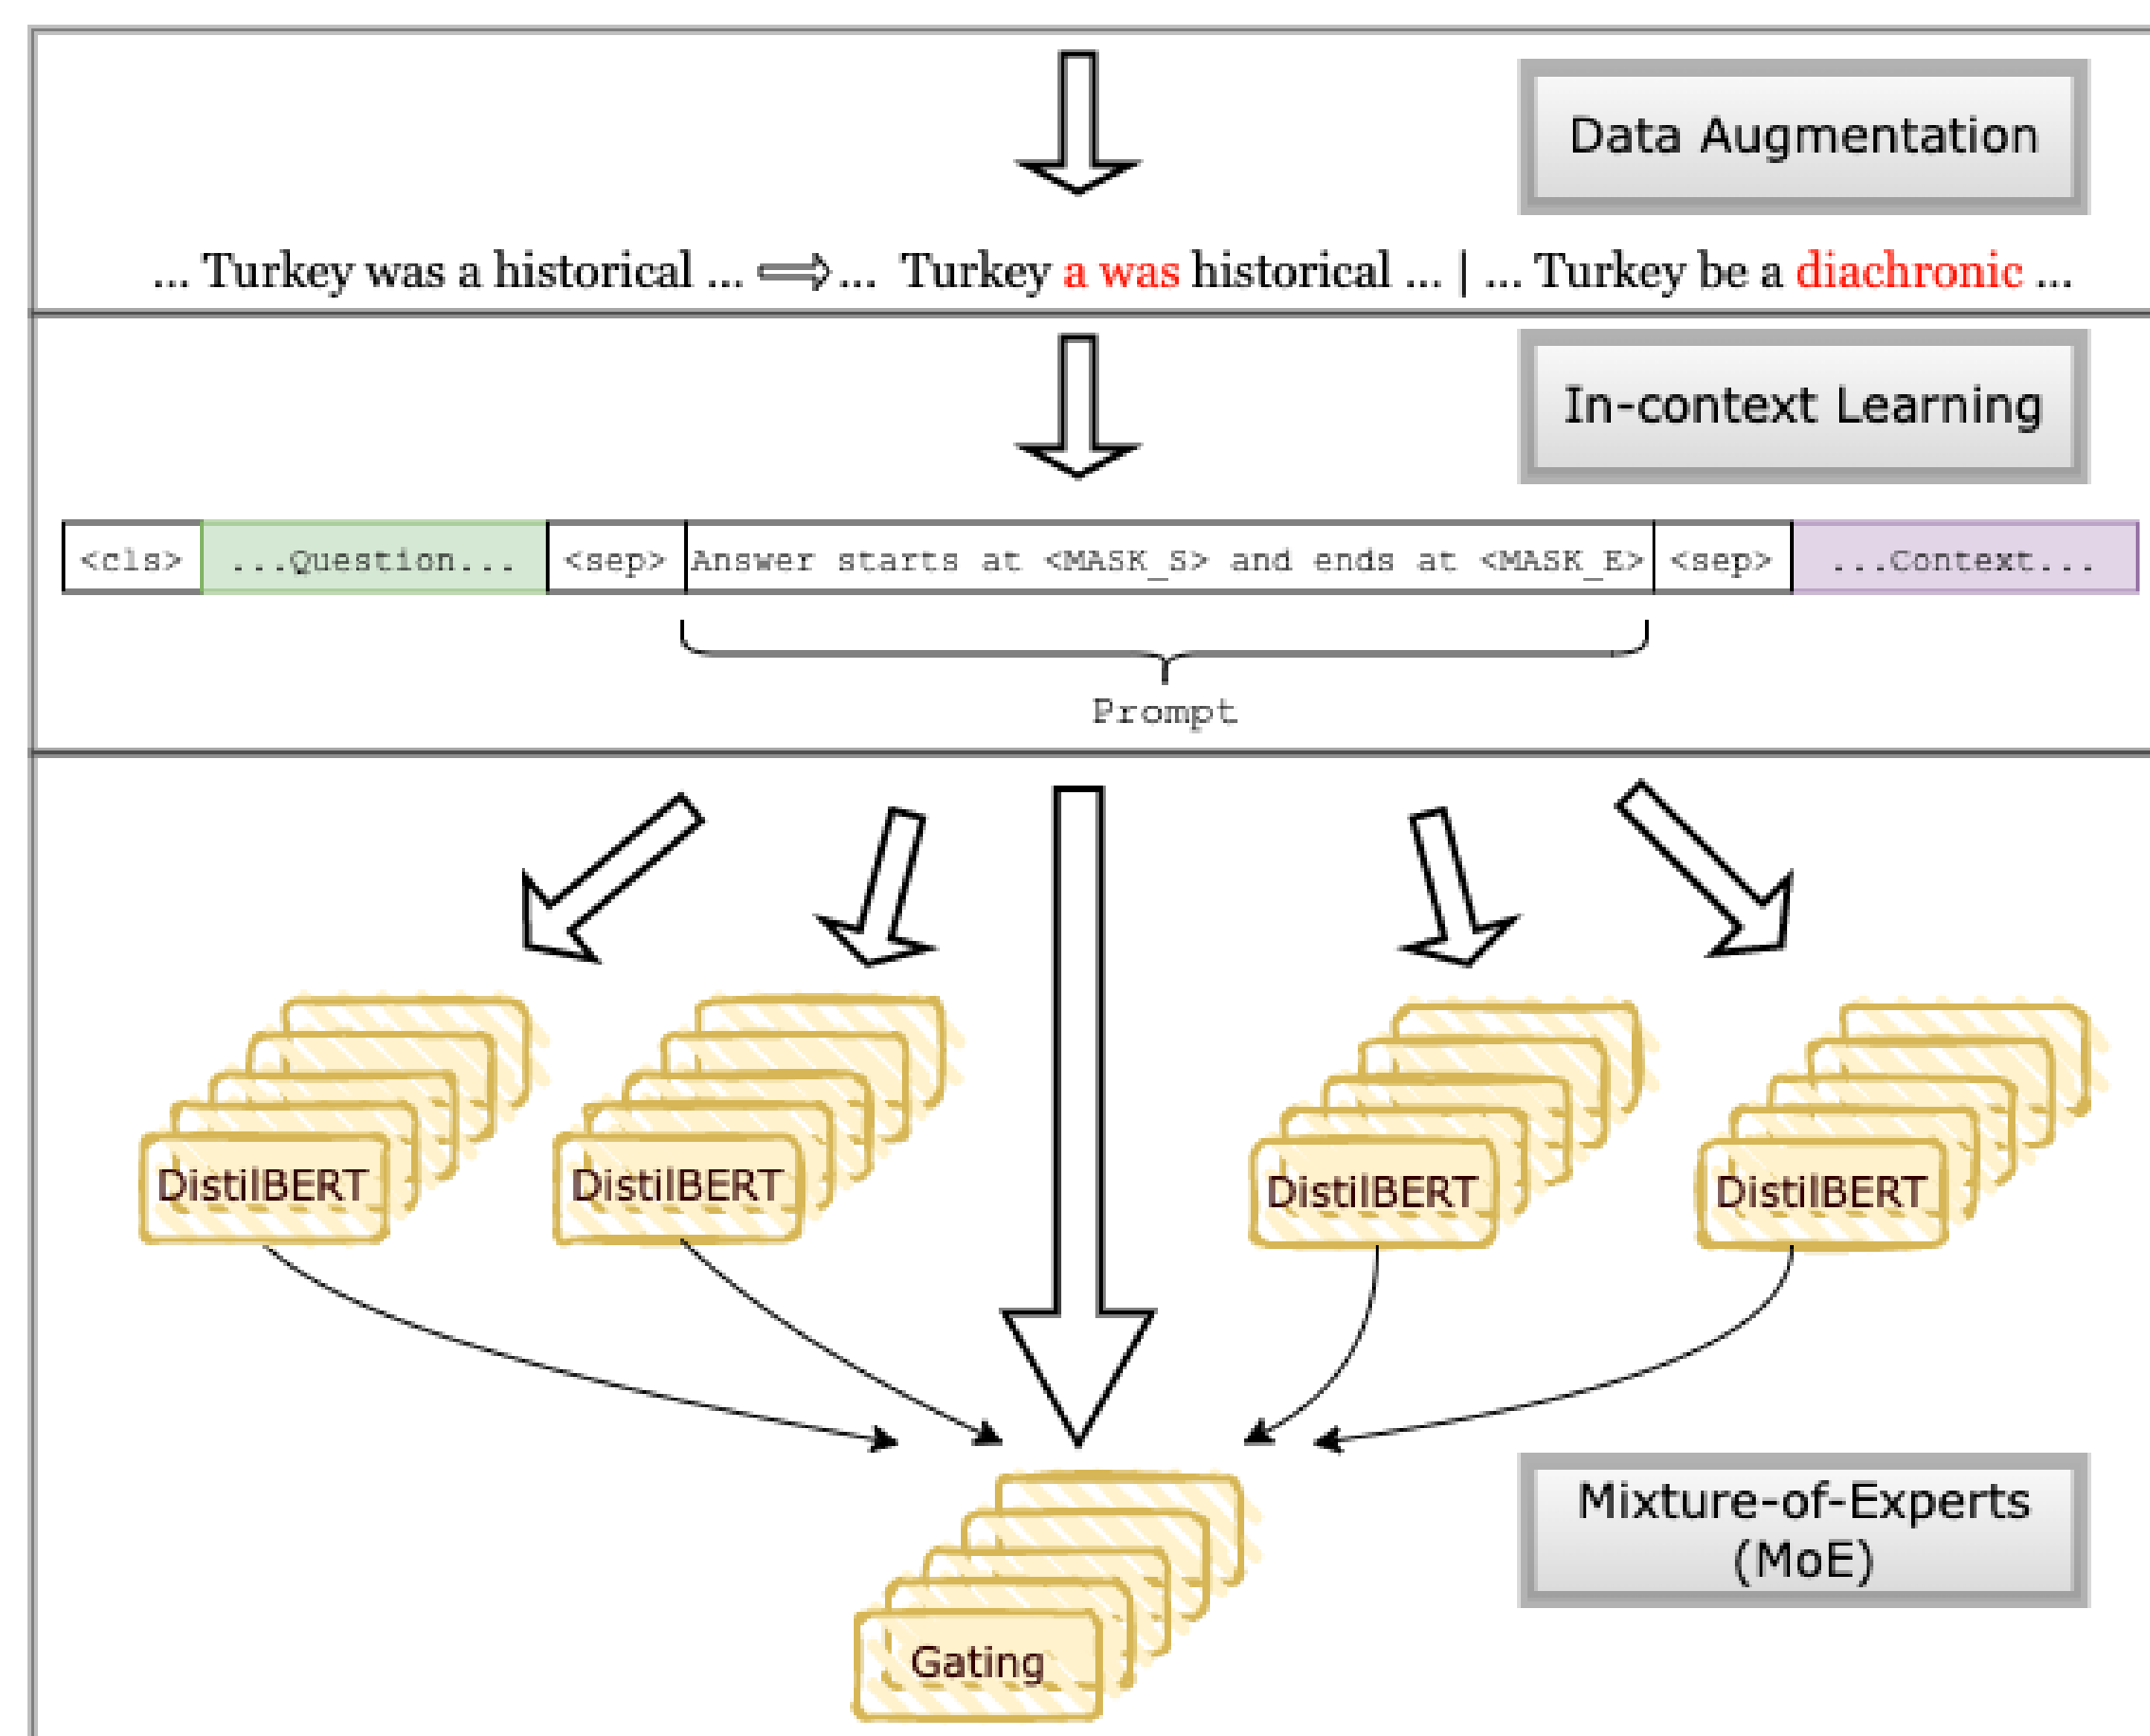 Data Augmentation
... Turkey was a historical ... ⇒ ... Turkey a was historical ... | ... Turkey be a diachronic ...
In-context Learning
<cls> ...Question... <sep> Answer starts at <MASK_S> and ends at <MASK_E> <sep> ...Context...
Prompt
DistilBERT DistilBERT DistilBERT DistilBERT
Mixture-of-Experts
(MoE)
Gating